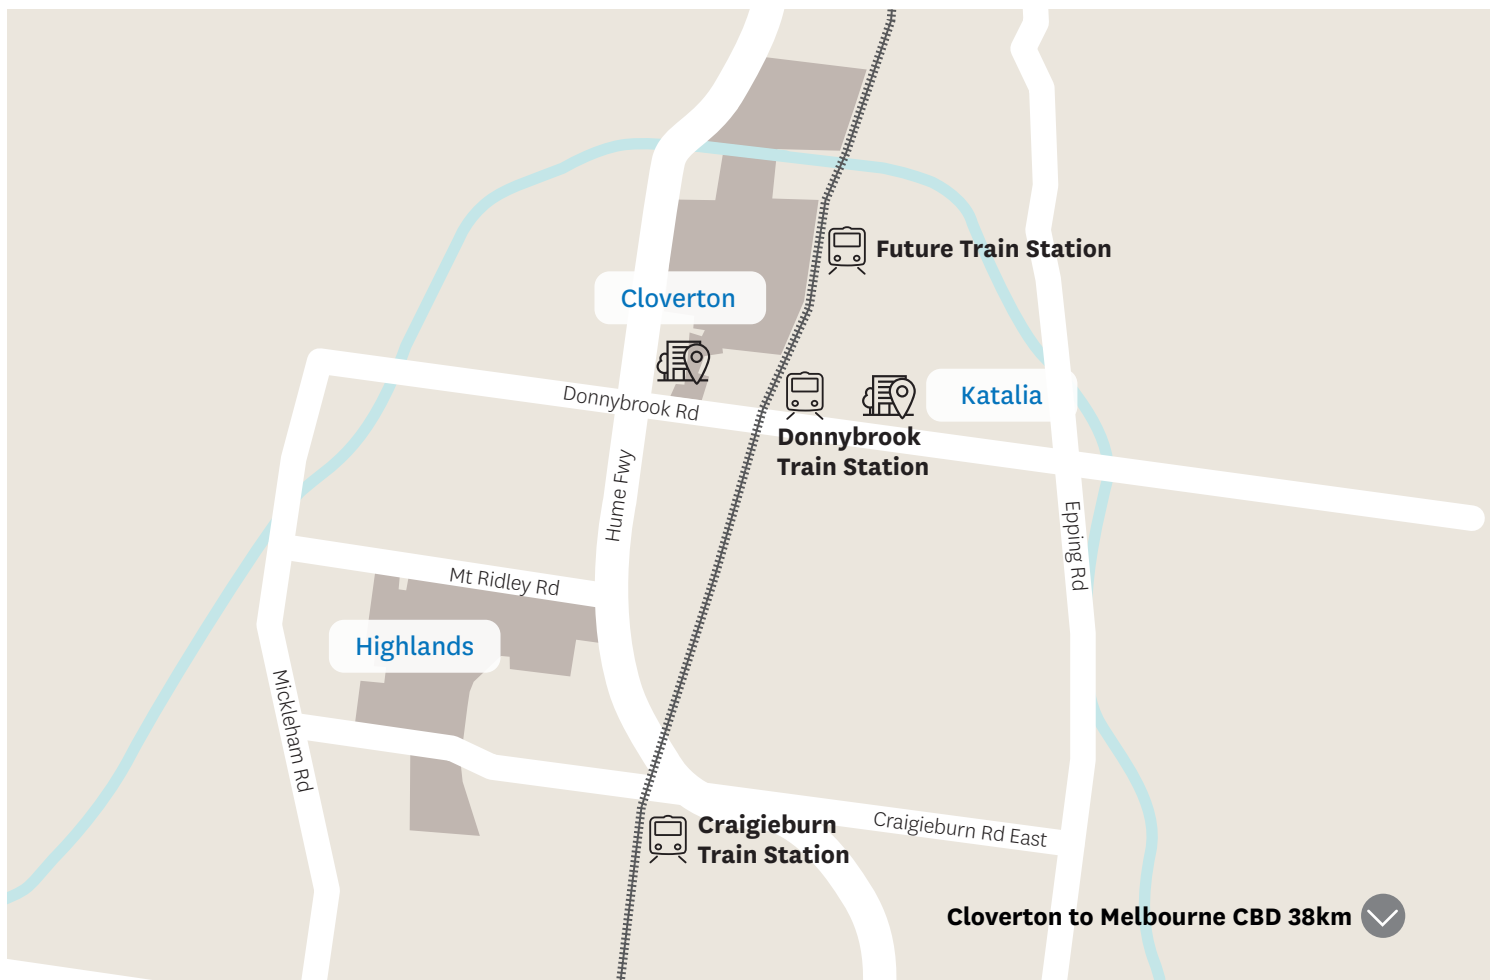 Future Train Station
Cloverton
Donnybrook Rd
Katalia
Donnybrook
Train Station
Hume Fwy
Epping Rd
Mt Ridley Rd
Highlands
Mickleham Rd
Craigieburn
Train Station
Craigieburn Rd East
Cloverton to Melbourne CBD 38km